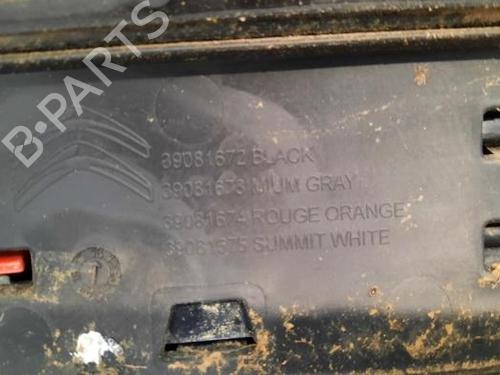 B-PARTS
39081672 BLACK
39081673 MUM GRAY
39081674 ROUGE ORANGE
39081675 SUMMIT WHITE